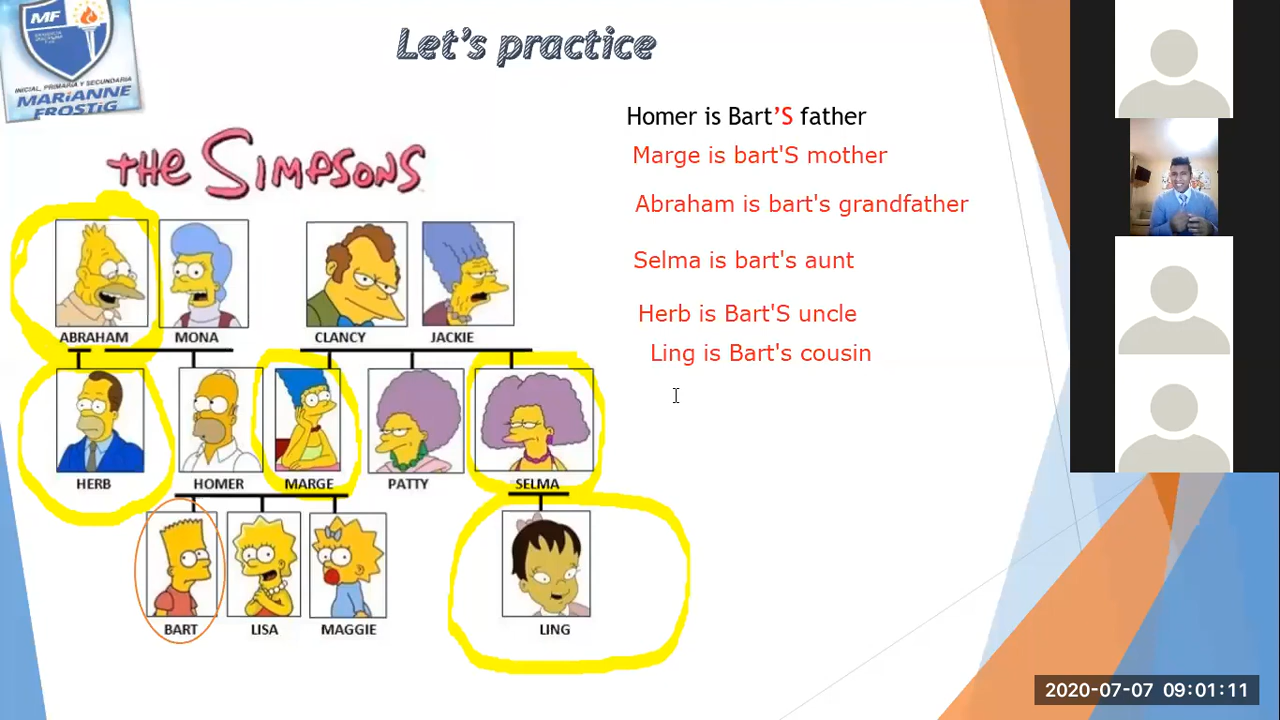 MF
INICIAL, PRIMARIA Y SECUNDARIA
MARiANNE
FROSTiG
Let's practice
THE SIMPSONS
Homer is Bart'S father
Marge is bart'S mother
Abraham is bart's grandfather
Selma is bart's aunt
Herb is Bart'S uncle
Ling is Bart's cousin
ABRAHAM
MONA
CLANCY
JACKIE
HERB
HOMER
MARGE
PATTY
SELMA
BART
LISA
MAGGIE
LING
2020-07-07 09:01:11